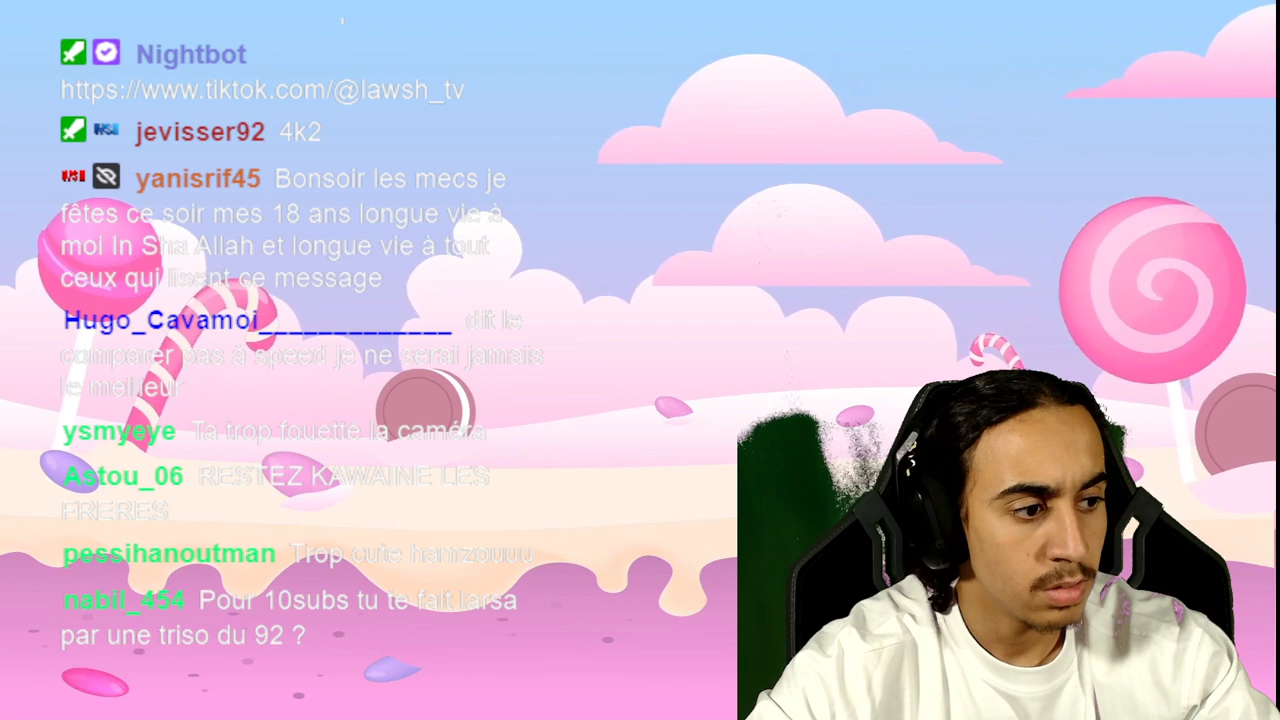 Nightbot
https://www.tiktok.com/@lawsh_tv
jevisser92 4k2
yanisrif45 Bonsoir les mecs je
fêtes ce soir mes 18 ans longue vie à
moi In Sha Allah et longue vie à tout
ceux qui lisent ce message
Hugo_Cavamoi_____________ dit le
comparer pas à speed je ne serai jamais
le meilleur
ysmyeye Ta trop fouetté la caméra
Astou_06 RESTEZ KAWAINE LES
FRERES
pessihanoutman Trop cute hamzouuu
nabil_454 Pour 10subs tu te fait larsa
par une triso du 92 ?